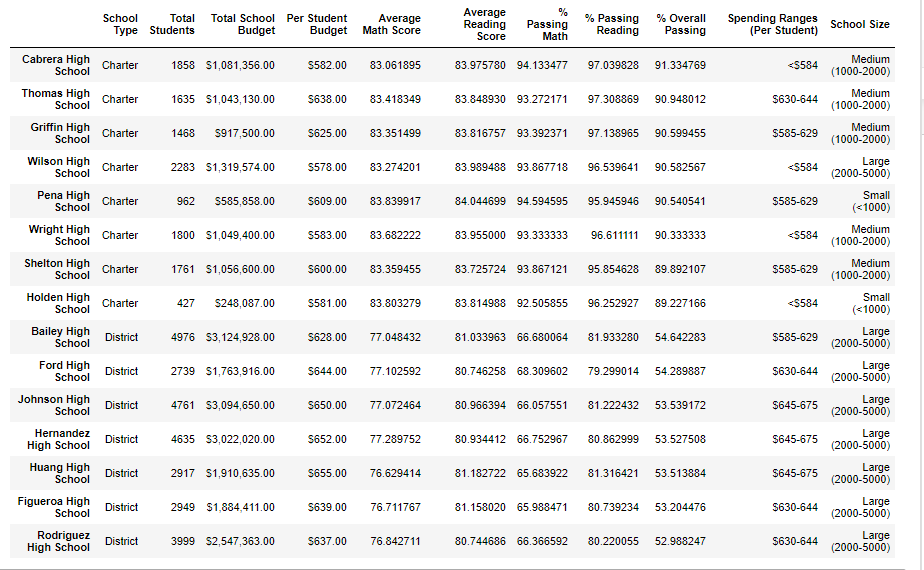 School Type Total Students Total School Budget Per Student Budget Average Math Score Average Reading Score % Passing Math % Passing Reading % Overall Passing Spending Ranges (Per Student) School Size
Cabrera High School Charter 1858 $1,081,356.00 $582.00 83.061895 83.975780 94.133477 97.039828 91.334769 <$584 Medium (1000-2000)
Thomas High School Charter 1635 $1,043,130.00 $638.00 83.418349 83.848930 93.272171 97.308869 90.948012 $630-644 Medium (1000-2000)
Griffin High School Charter 1468 $917,500.00 $625.00 83.351499 83.816757 93.392371 97.138965 90.599455 $585-629 Medium (1000-2000)
Wilson High School Charter 2283 $1,319,574.00 $578.00 83.274201 83.989488 93.867718 96.539641 90.582567 <$584 Large (2000-5000)
Pena High School Charter 962 $585,858.00 $609.00 83.839917 84.044699 94.594595 95.945946 90.540541 $585-629 Small (<1000)
Wright High School Charter 1800 $1,049,400.00 $583.00 83.682222 83.955000 93.333333 96.611111 90.333333 <$584 Medium (1000-2000)
Shelton High School Charter 1761 $1,056,600.00 $600.00 83.359455 83.725724 93.867121 95.854628 89.892107 $585-629 Medium (1000-2000)
Holden High School Charter 427 $248,087.00 $581.00 83.803279 83.814988 92.505855 96.252927 89.227166 <$584 Small (<1000)
Bailey High School District 4976 $3,124,928.00 $628.00 77.048432 81.033963 66.680064 81.933280 54.642283 $585-629 Large (2000-5000)
Ford High School District 2739 $1,763,916.00 $644.00 77.102592 80.746258 68.309602 79.299014 54.289887 $630-644 Large (2000-5000)
Johnson High School District 4761 $3,094,650.00 $650.00 77.072464 80.966394 66.057551 81.222432 53.539172 $645-675 Large (2000-5000)
Hernandez High School District 4635 $3,022,020.00 $652.00 77.289752 80.934412 66.752967 80.862999 53.527508 $645-675 Large (2000-5000)
Huang High School District 2917 $1,910,635.00 $655.00 76.629414 81.182722 65.683922 81.316421 53.513884 $645-675 Large (2000-5000)
Figueroa High School District 2949 $1,884,411.00 $639.00 76.711767 81.158020 65.988471 80.739234 53.204476 $630-644 Large (2000-5000)
Rodriguez High School District 3999 $2,547,363.00 $637.00 76.842711 80.744686 66.366592 80.220055 52.988247 $630-644 Large (2000-5000)